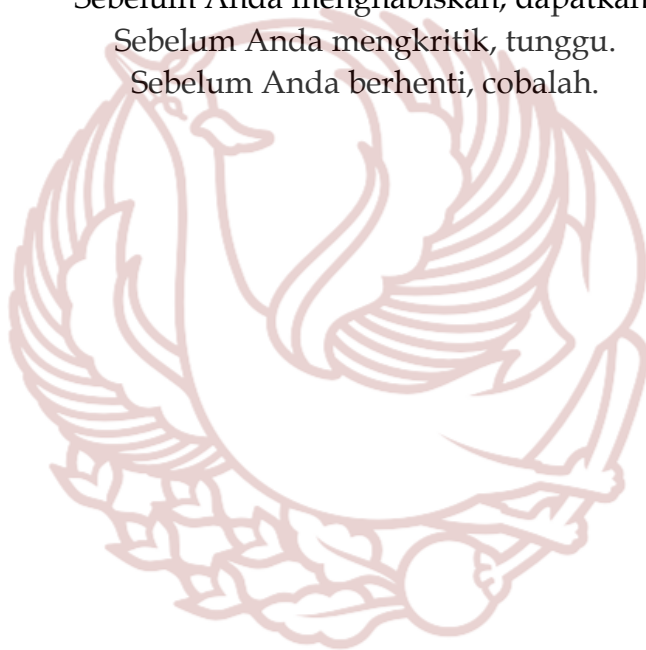 Sebelum Anda menghabiskan, dapatkan
Sebelum Anda mengkritik, tunggu.
Sebelum Anda berhenti, cobalah.